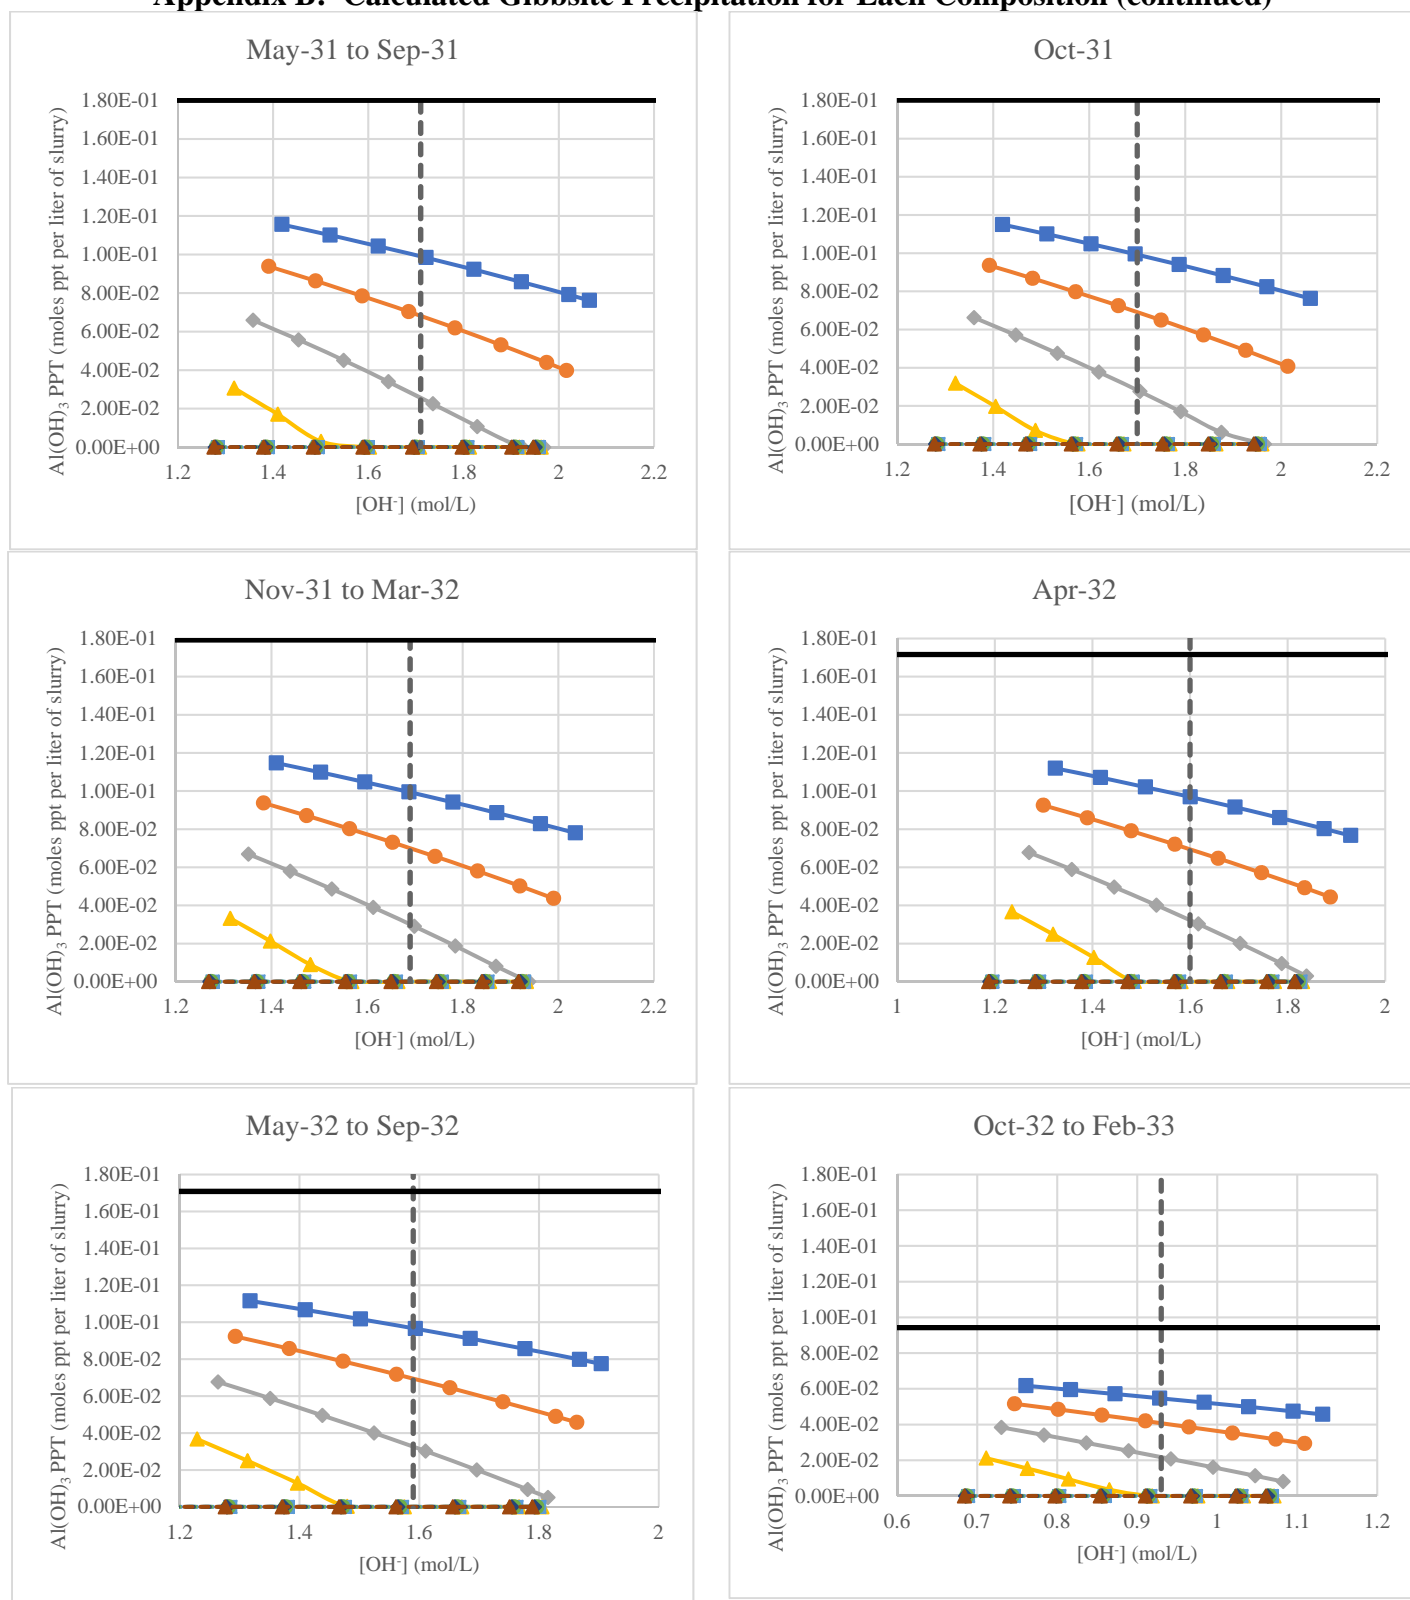 Appendix B: Calculated Gibbsite Precipitation for Each Composition (continued)
May-31 to Sep-31
Al(OH)₃ PPT (moles ppt per liter of slurry)
1.80E-01
1.60E-01
1.40E-01
1.20E-01
1.00E-01
8.00E-02
6.00E-02
4.00E-02
2.00E-02
0.00E+00
1.2 1.4 1.6 1.8 2 2.2
[OH⁻] (mol/L)
Oct-31
Al(OH)₃ PPT (moles ppt per liter of slurry)
1.80E-01
1.60E-01
1.40E-01
1.20E-01
1.00E-01
8.00E-02
6.00E-02
4.00E-02
2.00E-02
0.00E+00
1.2 1.4 1.6 1.8 2 2.2
[OH⁻] (mol/L)
Nov-31 to Mar-32
Al(OH)₃ PPT (moles ppt per liter of slurry)
1.80E-01
1.60E-01
1.40E-01
1.20E-01
1.00E-01
8.00E-02
6.00E-02
4.00E-02
2.00E-02
0.00E+00
1.2 1.4 1.6 1.8 2 2.2
[OH⁻] (mol/L)
Apr-32
Al(OH)₃ PPT (moles ppt per liter of slurry)
1.80E-01
1.60E-01
1.40E-01
1.20E-01
1.00E-01
8.00E-02
6.00E-02
4.00E-02
2.00E-02
0.00E+00
1 1.2 1.4 1.6 1.8 2
[OH⁻] (mol/L)
May-32 to Sep-32
Al(OH)₃ PPT (moles ppt per liter of slurry)
1.80E-01
1.60E-01
1.40E-01
1.20E-01
1.00E-01
8.00E-02
6.00E-02
4.00E-02
2.00E-02
0.00E+00
1.2 1.4 1.6 1.8 2
[OH⁻] (mol/L)
Oct-32 to Feb-33
Al(OH)₃ PPT (moles ppt per liter of slurry)
1.80E-01
1.60E-01
1.40E-01
1.20E-01
1.00E-01
8.00E-02
6.00E-02
4.00E-02
2.00E-02
0.00E+00
0.6 0.7 0.8 0.9 1 1.1 1.2
[OH⁻] (mol/L)